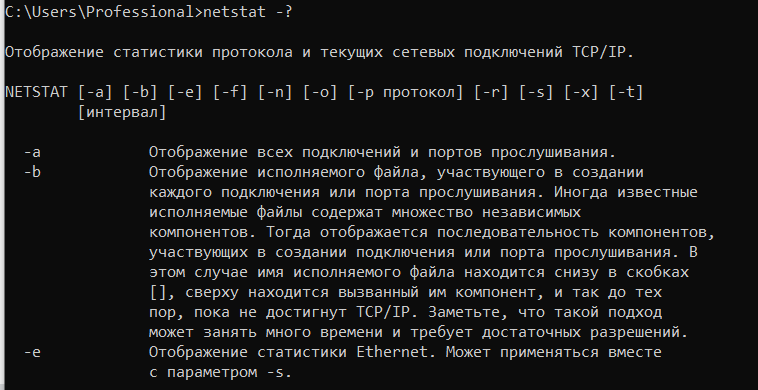 C:\Users\Professional>netstat -?
Отображение статистики протокола и текущих сетевых подключений TCP/IP.
NETSTAT [-a] [-b] [-e] [-f] [-n] [-o] [-p протокол] [-r] [-s] [-x] [-t]
[интервал]
-a Отображение всех подключений и портов прослушивания.
-b Отображение исполняемого файла, участвующего в создании
каждого подключения или порта прослушивания. Иногда известные
исполняемые файлы содержат множество независимых
компонентов. Тогда отображается последовательность компонентов,
участвующих в создании подключения или порта прослушивания. В
этом случае имя исполняемого файла находится снизу в скобках
[], сверху находится вызванный им компонент, и так до тех
пор, пока не достигнут TCP/IP. Заметьте, что такой подход
может занять много времени и требует достаточных разрешений.
-e Отображение статистики Ethernet. Может применяться вместе
с параметром -s.